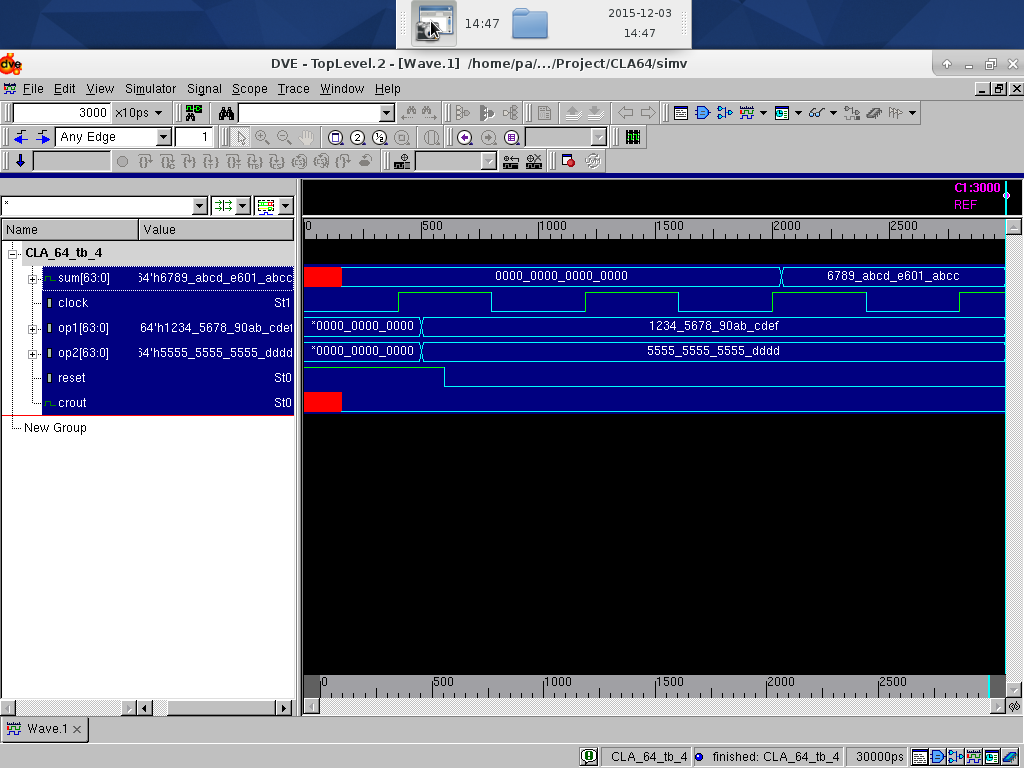 14:47
2015-12-03
14:47
dve
DVE - TopLevel.2 - [Wave.1]  /home/pa/.../Project/CLA64/simv
File Edit View Simulator Signal Scope Trace Window Help
3000 x10ps
Any Edge 1
*
C1:3000
REF
Name Value
0 500 1000 1500 2000 2500
CLA_64_tb_4
sum[63:0] 64'h6789_abcd_e601_abcc 0000_0000_0000_0000 6789_abcd_e601_abcc
clock St1
op1[63:0] 64'h1234_5678_90ab_cdef *0000_0000_0000 1234_5678_90ab_cdef
op2[63:0] 64'h5555_5555_5555_dddd *0000_0000_0000 5555_5555_5555_dddd
reset St0
crout St0
New Group
0 500 1000 1500 2000 2500
Wave.1
CLA_64_tb_4 finished: CLA_64_tb_4 30000ps